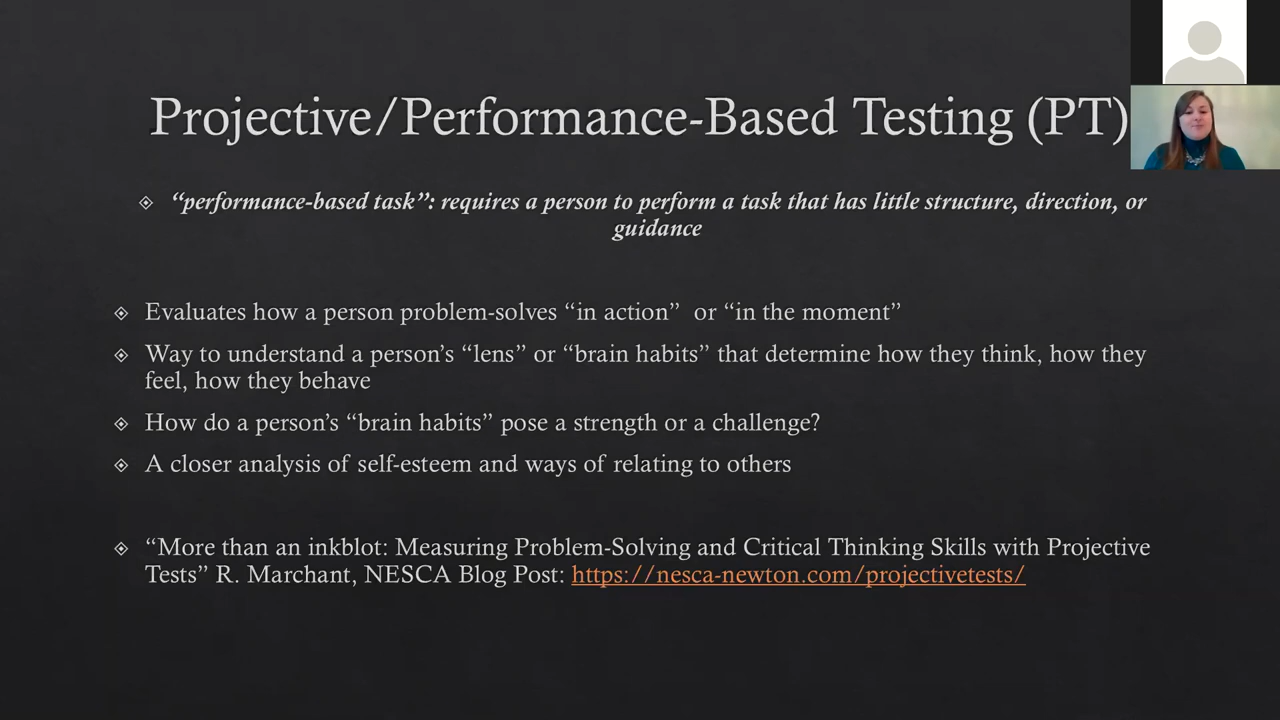 Projective/Performance-Based Testing (PT)
“performance-based task”: requires a person to perform a task that has little structure, direction, or
guidance
Evaluates how a person problem-solves “in action”  or “in the moment”
Way to understand a person’s “lens” or “brain habits” that determine how they think, how they
feel, how they behave
How do a person’s “brain habits” pose a strength or a challenge?
A closer analysis of self-esteem and ways of relating to others
“More than an inkblot: Measuring Problem-Solving and Critical Thinking Skills with Projective
Tests” R. Marchant, NESCA Blog Post: https://nesca-newton.com/projectivetests/